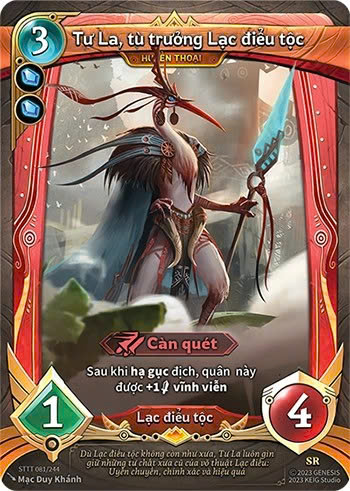 3
Tư La, tù trưởng Lạc điểu tộc
HUYỀN THOẠI
Càn quét
Sau khi hạ gục địch, quân này
được +1 vĩnh viễn
1
Lạc điểu tộc
4
SR
STTT 081/244
Mạc Duy Khánh
Dù Lạc điểu tộc không còn như xưa, Tư La luôn gìn
giữ những tư chất xưa cũ của võ thuật Lạc điểu:
Uyển chuyển, chính xác và hiệu quả
©2023 GENESIS
©2023 KEIG Studio